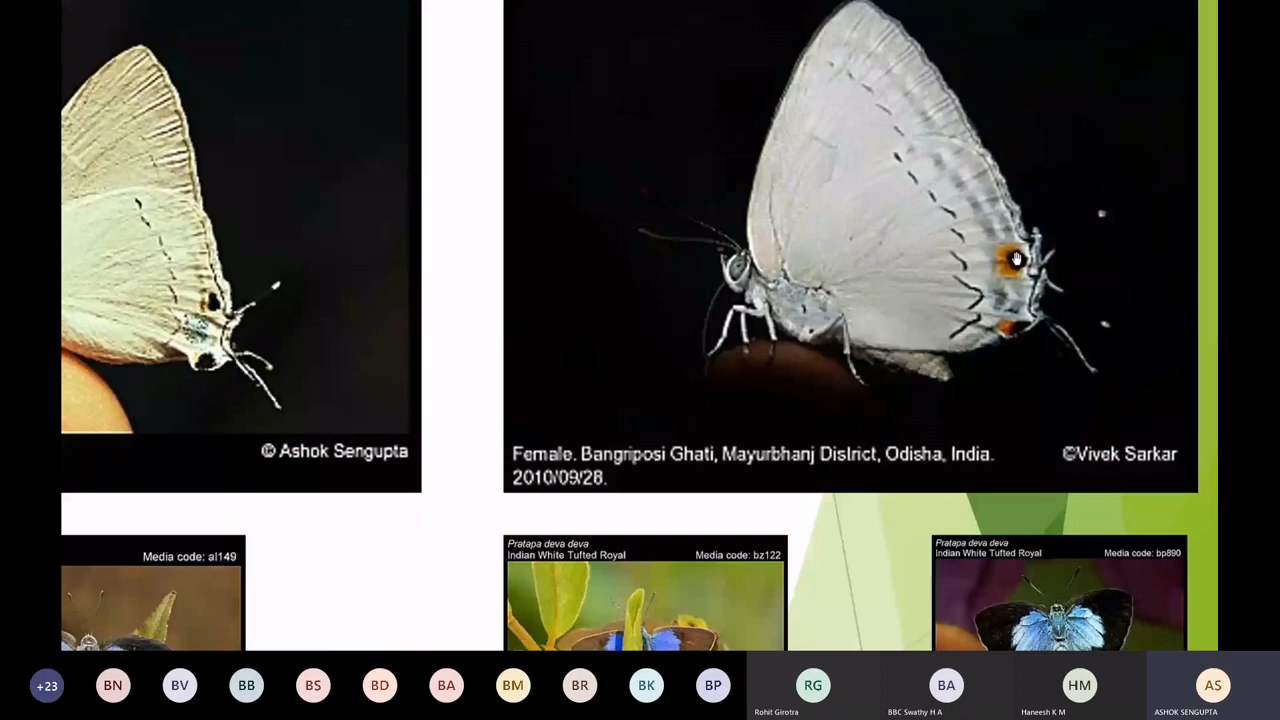 © Ashok Sengupta
Female. Bangriposi Ghati, Mayurbhanj District, Odisha, India.
2010/09/28.
©Vivek Sarkar
Media code: al149
Pratapa deva deva
Indian White Tufted Royal
Media code: bz122
Pratapa deva deva
Indian White Tufted Royal
Media code: bp890
+23
BN
BV
BB
BS
BD
BA
BM
BR
BK
BP
RG
Rohit Girotra
BA
BBC Swathy H A
HM
Haneesh K M
AS
ASHOK SENGUPTA